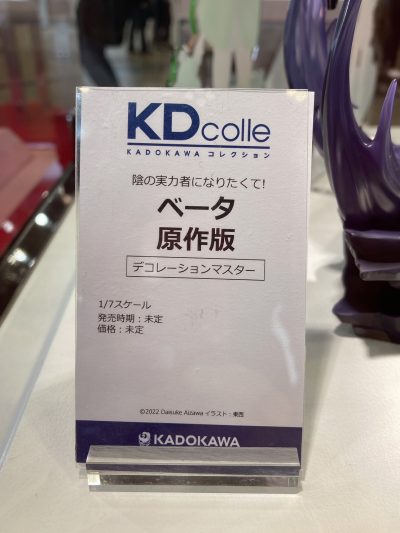 KDcolle
KADOKAWA コレクション
陰の実力者になりたくて!
ベータ
原作版
デコレーションマスター
1/7スケール
発売時期：未定
価格：未定
©2022 Daisuke Aizawa イラスト：東西
KADOKAWA